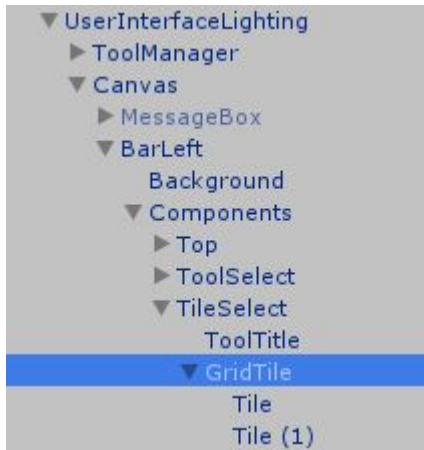 UserInterfaceLighting
ToolManager
Canvas
MessageBox
BarLeft
Background
Components
Top
ToolSelect
TileSelect
ToolTitle
GridTile
Tile
Tile (1)